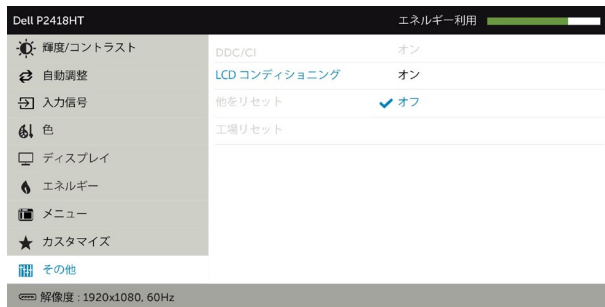 Dell P2418HT エネルギー利用
輝度/コントラスト DDC/CI オン
自動調整 LCD コンディショニング オン
入力信号 他をリセット オフ
色 工場リセット
ディスプレイ
エネルギー
メニュー
カスタマイズ
その他
解像度 : 1920x1080, 60Hz